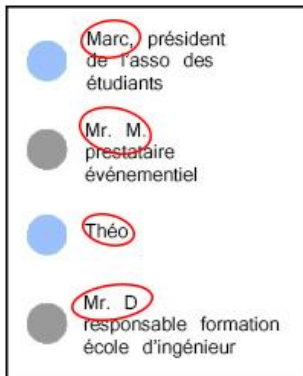 Marc, président
de l'asso des
étudiants
Mr. M.
prestataire
événementiel
Théo
Mr. D
responsable formation
école d'ingénieur